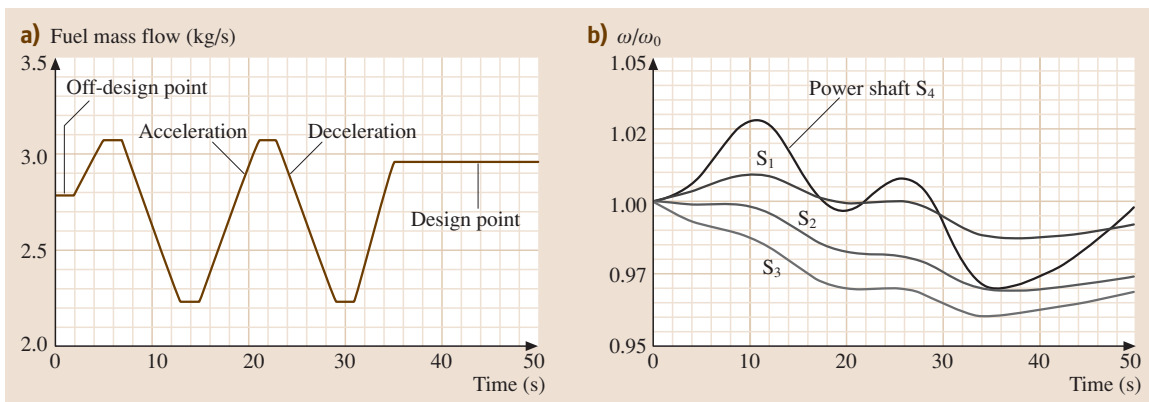 a) Fuel mass flow (kg/s)
3.5
Off-design point
Acceleration
Deceleration
3.0
Design point
2.5
2.0
0
10
20
30
40
50
Time (s)
b) ω/ω₀
1.05
Power shaft S₄
1.02
S₁
1.00
S₂
S₃
0.97
0.95
0
10
20
30
40
50
Time (s)